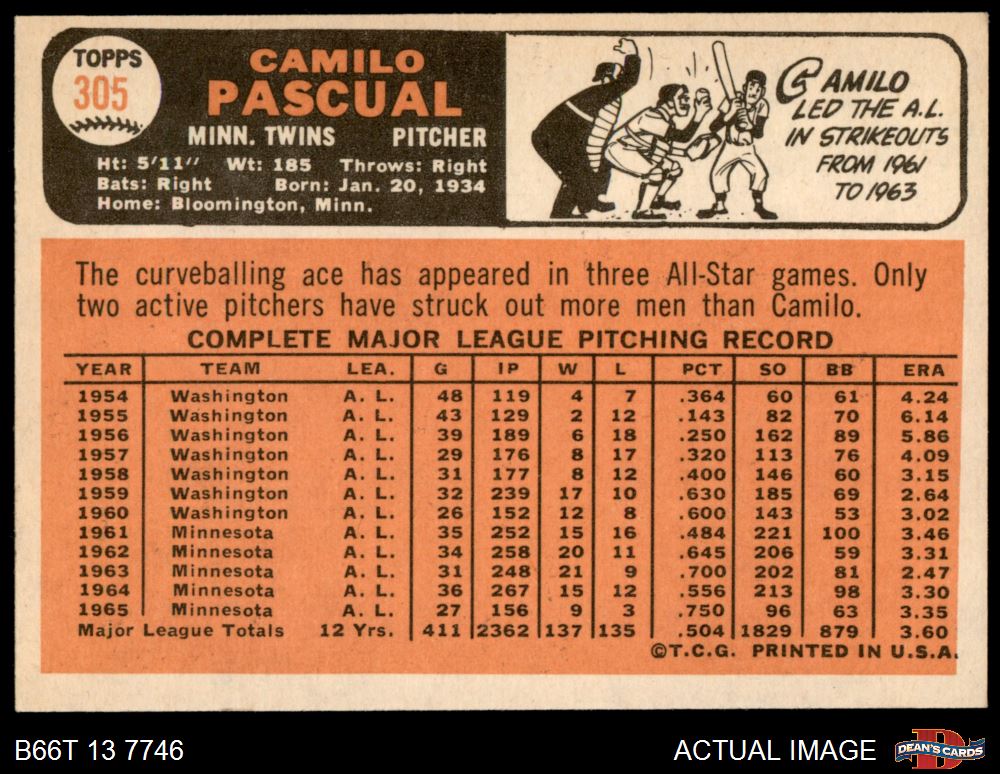 TOPPS
305
CAMILO
PASCUAL
MINN. TWINS PITCHER
Ht: 5'11" Wt: 185 Throws: Right
Bats: Right Born: Jan. 20, 1934
Home: Bloomington, Minn.
CAMILO
LED THE A.L.
IN STRIKEOUTS
FROM 1961
TO 1963
The curveballing ace has appeared in three All-Star games. Only
two active pitchers have struck out more men than Camilo.
COMPLETE MAJOR LEAGUE PITCHING RECORD
YEAR TEAM LEA. G IP W L PCT SO BB ERA
1954 Washington A. L. 48 119 4 7 .364 60 61 4.24
1955 Washington A. L. 43 129 2 12 .143 82 70 6.14
1956 Washington A. L. 39 189 6 18 .250 162 89 5.86
1957 Washington A. L. 29 176 8 17 .320 113 76 4.09
1958 Washington A. L. 31 177 8 12 .400 146 60 3.15
1959 Washington A. L. 32 239 17 10 .630 185 69 2.64
1960 Washington A. L. 26 152 12 8 .600 143 53 3.02
1961 Minnesota A. L. 35 252 15 16 .484 221 100 3.46
1962 Minnesota A. L. 34 258 20 11 .645 206 59 3.31
1963 Minnesota A. L. 31 248 21 9 .700 202 81 2.47
1964 Minnesota A. L. 36 267 15 12 .556 213 98 3.30
1965 Minnesota A. L. 27 156 9 3 .750 96 63 3.35
Major League Totals 12 Yrs. 411 2362 137 135 .504 1829 879 3.60
©T.C.G. PRINTED IN U.S.A.
B66T 13 7746 ACTUAL IMAGE DEAN'S CARDS